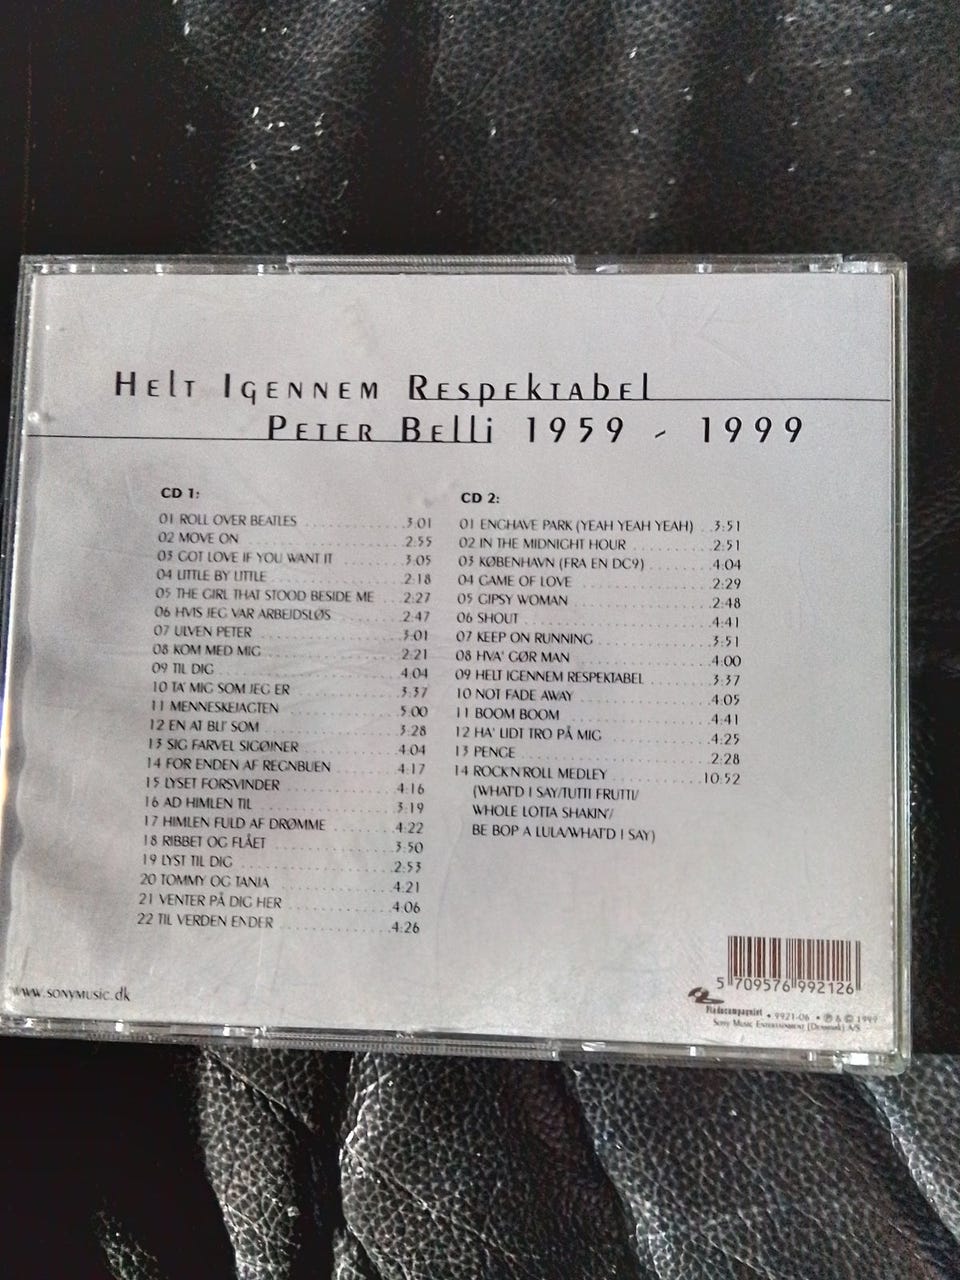 Helt Igennem Respektabel
Peter Belli 1959 - 1999
CD 1:
01 ROLL OVER BEATLES 3:01
02 MOVE ON 2:55
03 GOT LOVE IF YOU WANT IT 3:05
04 LITTLE BY LITTLE 2:18
05 THE GIRL THAT STOOD BESIDE ME 2:27
06 HVIS JEG VAR ARBEJDSLØS 2:47
07 ULVEN PETER 3:01
08 KOM MED MIG 2:21
09 TIL DIG 4:04
10 TA' MIG SOM JEG ER 3:37
11 MENNESKEJAGTEN 3:00
12 EN AT BLI' SOM 3:28
13 SIG FARVEL SIGØJNER 4:04
14 FOR ENDEN AF REGNBUEN 4:17
15 LYSET FORSVINDER 4:16
16 AD HIMLEN TIL 3:19
17 HIMLEN FULD AF DRØMME 4:22
18 RIBBET OG FLÅET 3:50
19 LYST TIL DIG 2:53
20 TOMMY OG TANIA 4:21
21 VENTER PÅ DIG HER 4:06
22 TIL VERDEN ENDER 4:26
CD 2:
01 ENGHAVE PARK (YEAH YEAH YEAH) 3:51
02 IN THE MIDNIGHT HOUR 2:51
03 KØBENHAVN (FRA EN DC9) 4:04
04 GAME OF LOVE 2:29
05 GIPSY WOMAN 2:48
06 SHOUT 4:41
07 KEEP ON RUNNING 3:51
08 HVA' GØR MAN 4:00
09 HELT IGENNEM RESPEKTABEL 3:37
10 NOT FADE AWAY 4:05
11 BOOM BOOM 4:41
12 HA' LIDT TRO PÅ MIG 4:25
13 PENGE 2:28
14 ROCK'N'ROLL MEDLEY 10:52
(WHAT'D I SAY/TUTTI FRUTTI/
WHOLE LOTTA SHAKIN'/
BE BOP A LULA/WHAT'D I SAY)
www.sonymusic.dk
5 709576 992126
Pladecompagniet • 9921-06 • ℗ & © 1999
Sony Music Entertainment (Denmark) A/S